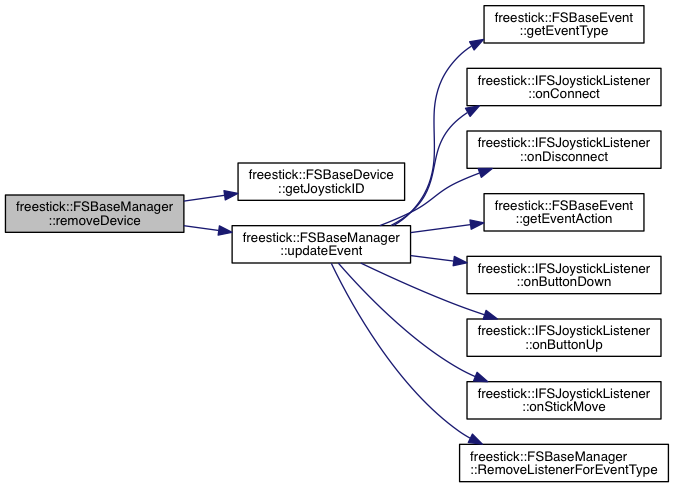 freestick::FSBaseManager
::removeDevice
freestick::FSBaseDevice
::getJoystickID
freestick::FSBaseManager
::updateEvent
freestick::FSBaseEvent
::getEventType
freestick::IFSJoystickListener
::onConnect
freestick::IFSJoystickListener
::onDisconnect
freestick::FSBaseEvent
::getEventAction
freestick::IFSJoystickListener
::onButtonDown
freestick::IFSJoystickListener
::onButtonUp
freestick::IFSJoystickListener
::onStickMove
freestick::FSBaseManager
::RemoveListenerForEventType